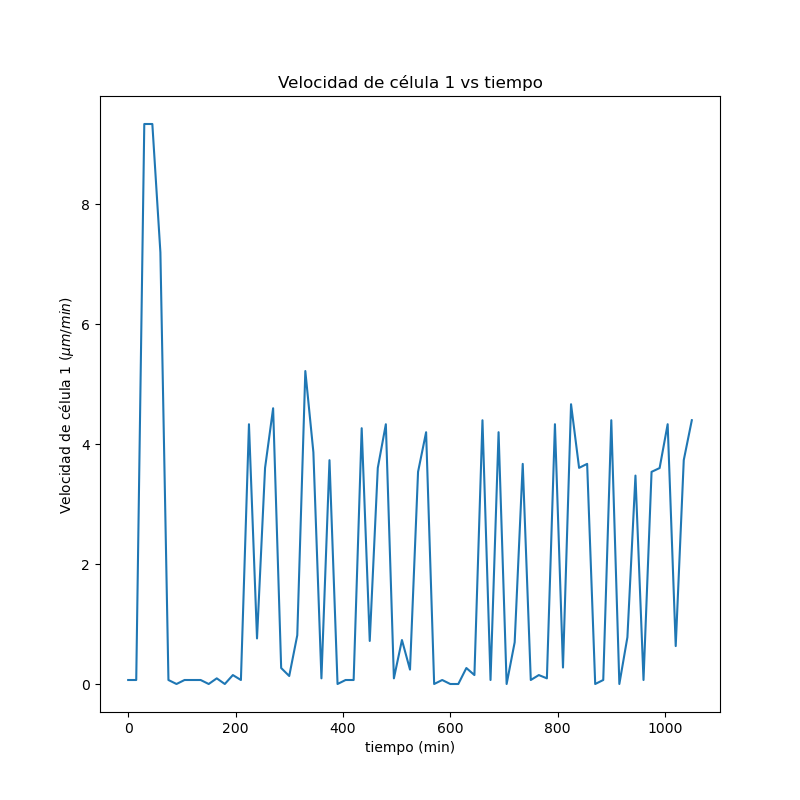 Velocidad de célula 1 vs tiempo
Velocidad de célula 1 (μm/min)
8
6
4
2
0
0 200 400 600 800 1000
tiempo (min)